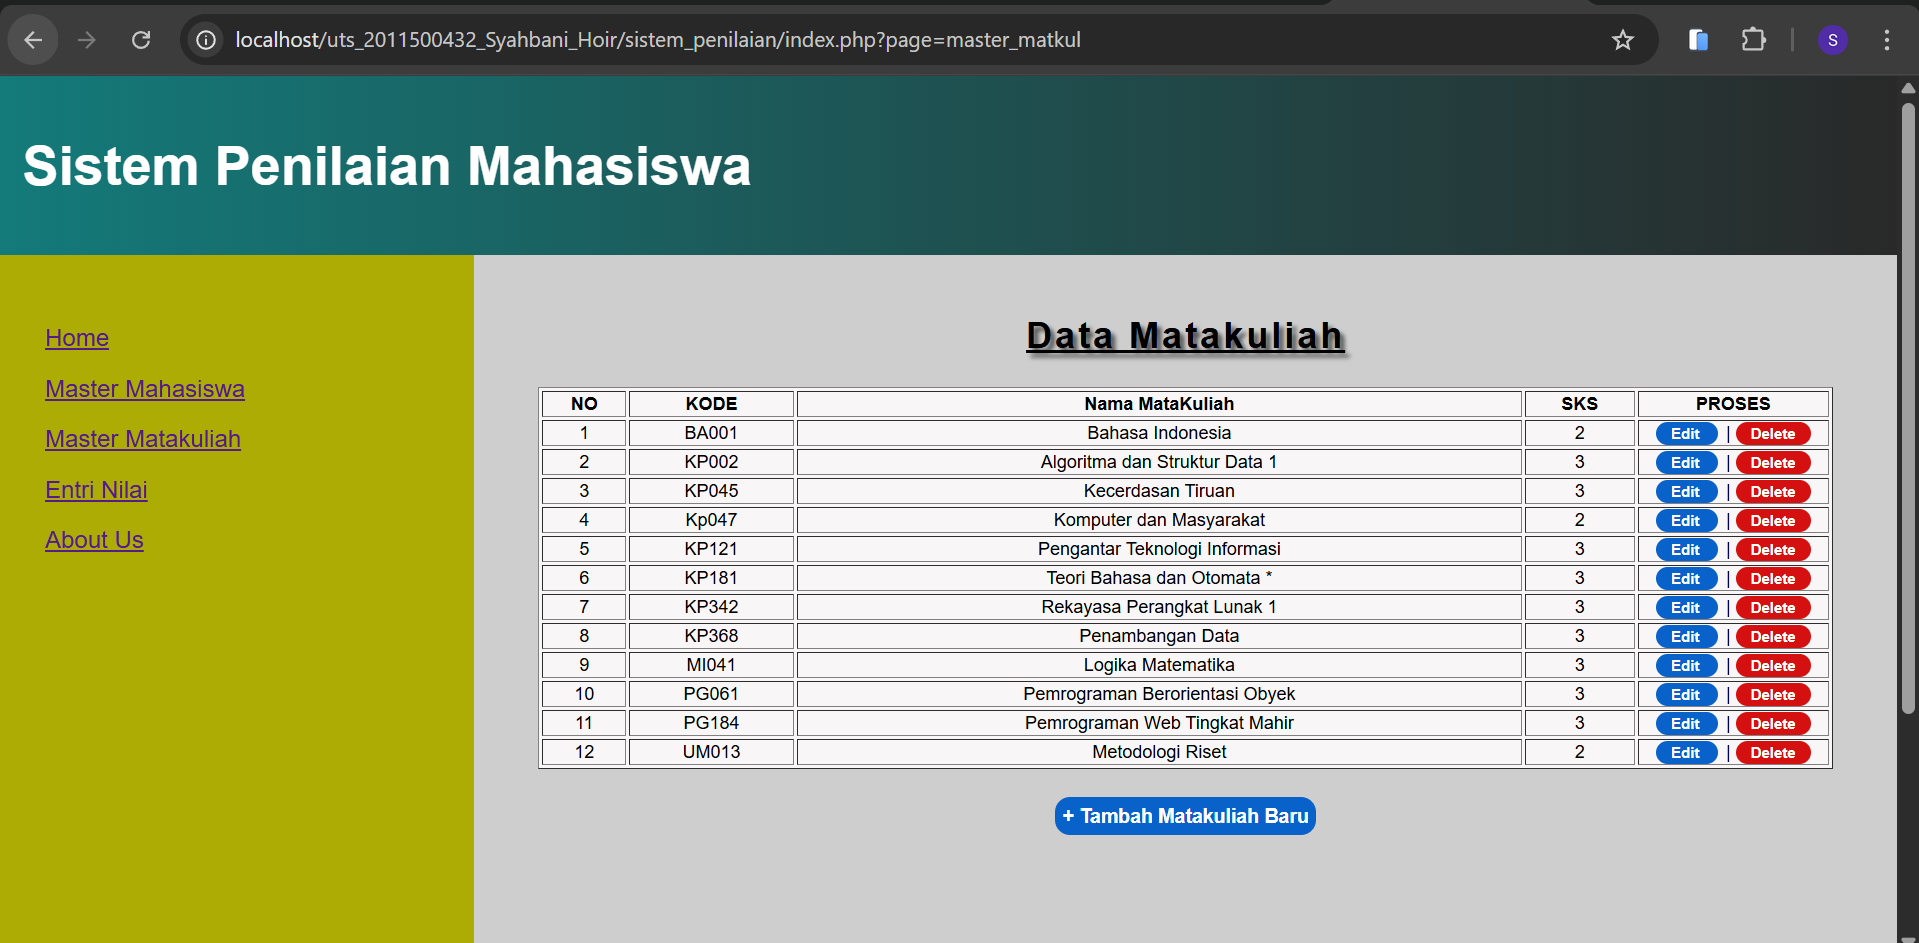 localhost/uts_2011500432_Syahbani_Hoir/sistem_penilaian/index.php?page=master_matkul
S
Sistem Penilaian Mahasiswa
Home
Master Mahasiswa
Master Matakuliah
Entri Nilai
About Us
Data Matakuliah
NO KODE Nama MataKuliah SKS PROSES
1 BA001 Bahasa Indonesia 2 Edit | Delete
2 KP002 Algoritma dan Struktur Data 1 3 Edit | Delete
3 KP045 Kecerdasan Tiruan 3 Edit | Delete
4 Kp047 Komputer dan Masyarakat 2 Edit | Delete
5 KP121 Pengantar Teknologi Informasi 3 Edit | Delete
6 KP181 Teori Bahasa dan Otomata * 3 Edit | Delete
7 KP342 Rekayasa Perangkat Lunak 1 3 Edit | Delete
8 KP368 Penambangan Data 3 Edit | Delete
9 MI041 Logika Matematika 3 Edit | Delete
10 PG061 Pemrograman Berorientasi Obyek 3 Edit | Delete
11 PG184 Pemrograman Web Tingkat Mahir 3 Edit | Delete
12 UM013 Metodologi Riset 2 Edit | Delete
+ Tambah Matakuliah Baru